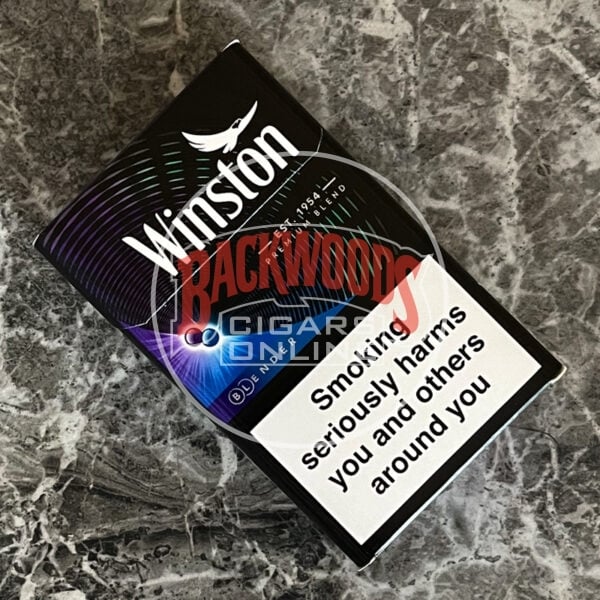 Winston
EST. 1954
PREMIUM BLEND
BACKWOODS
CIGARS
ONLINE
BLENDER
Smoking
seriously harms
you and others
around you